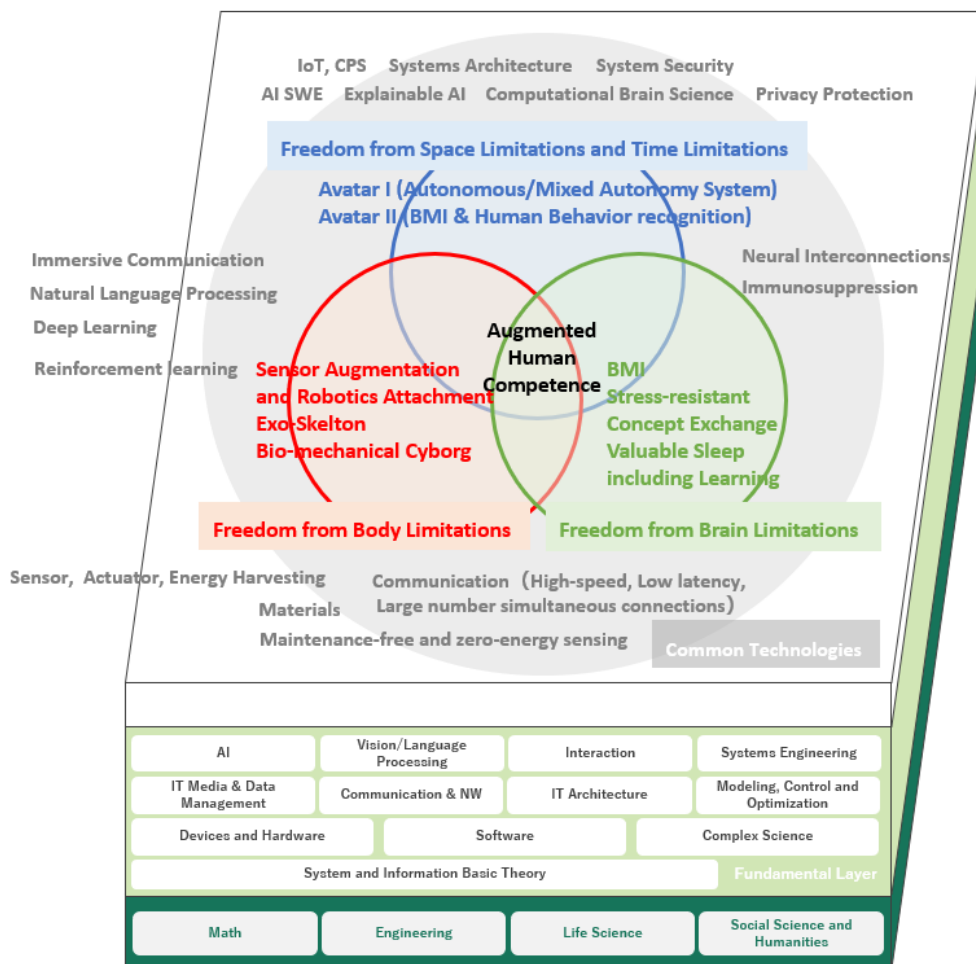 IoT, CPS Systems Architecture System Security
AI SWE Explainable AI Computational Brain Science Privacy Protection
Freedom from Space Limitations and Time Limitations
Avatar I (Autonomous/Mixed Autonomy System)
Avatar II (BMI & Human Behavior recognition)
Immersive Communication
Natural Language Processing
Deep Learning
Reinforcement learning
Neural Interconnections
Immunosuppression
Augmented
Human
Competence
Sensor Augmentation
and Robotics Attachment
Exo-Skelton
Bio-mechanical Cyborg
BMI
Stress-resistant
Concept Exchange
Valuable Sleep
including Learning
Freedom from Body Limitations
Freedom from Brain Limitations
Sensor, Actuator, Energy Harvesting
Materials
Communication（High-speed, Low latency,
Large number simultaneous connections）
Maintenance-free and zero-energy sensing
Common Technologies
AI
Vision/Language
Processing
Interaction
Systems Engineering
IT Media & Data
Management
Communication & NW
IT Architecture
Modeling, Control and
Optimization
Devices and Hardware
Software
Complex Science
System and Information Basic Theory
Fundamental Layer
Math
Engineering
Life Science
Social Science and
Humanities